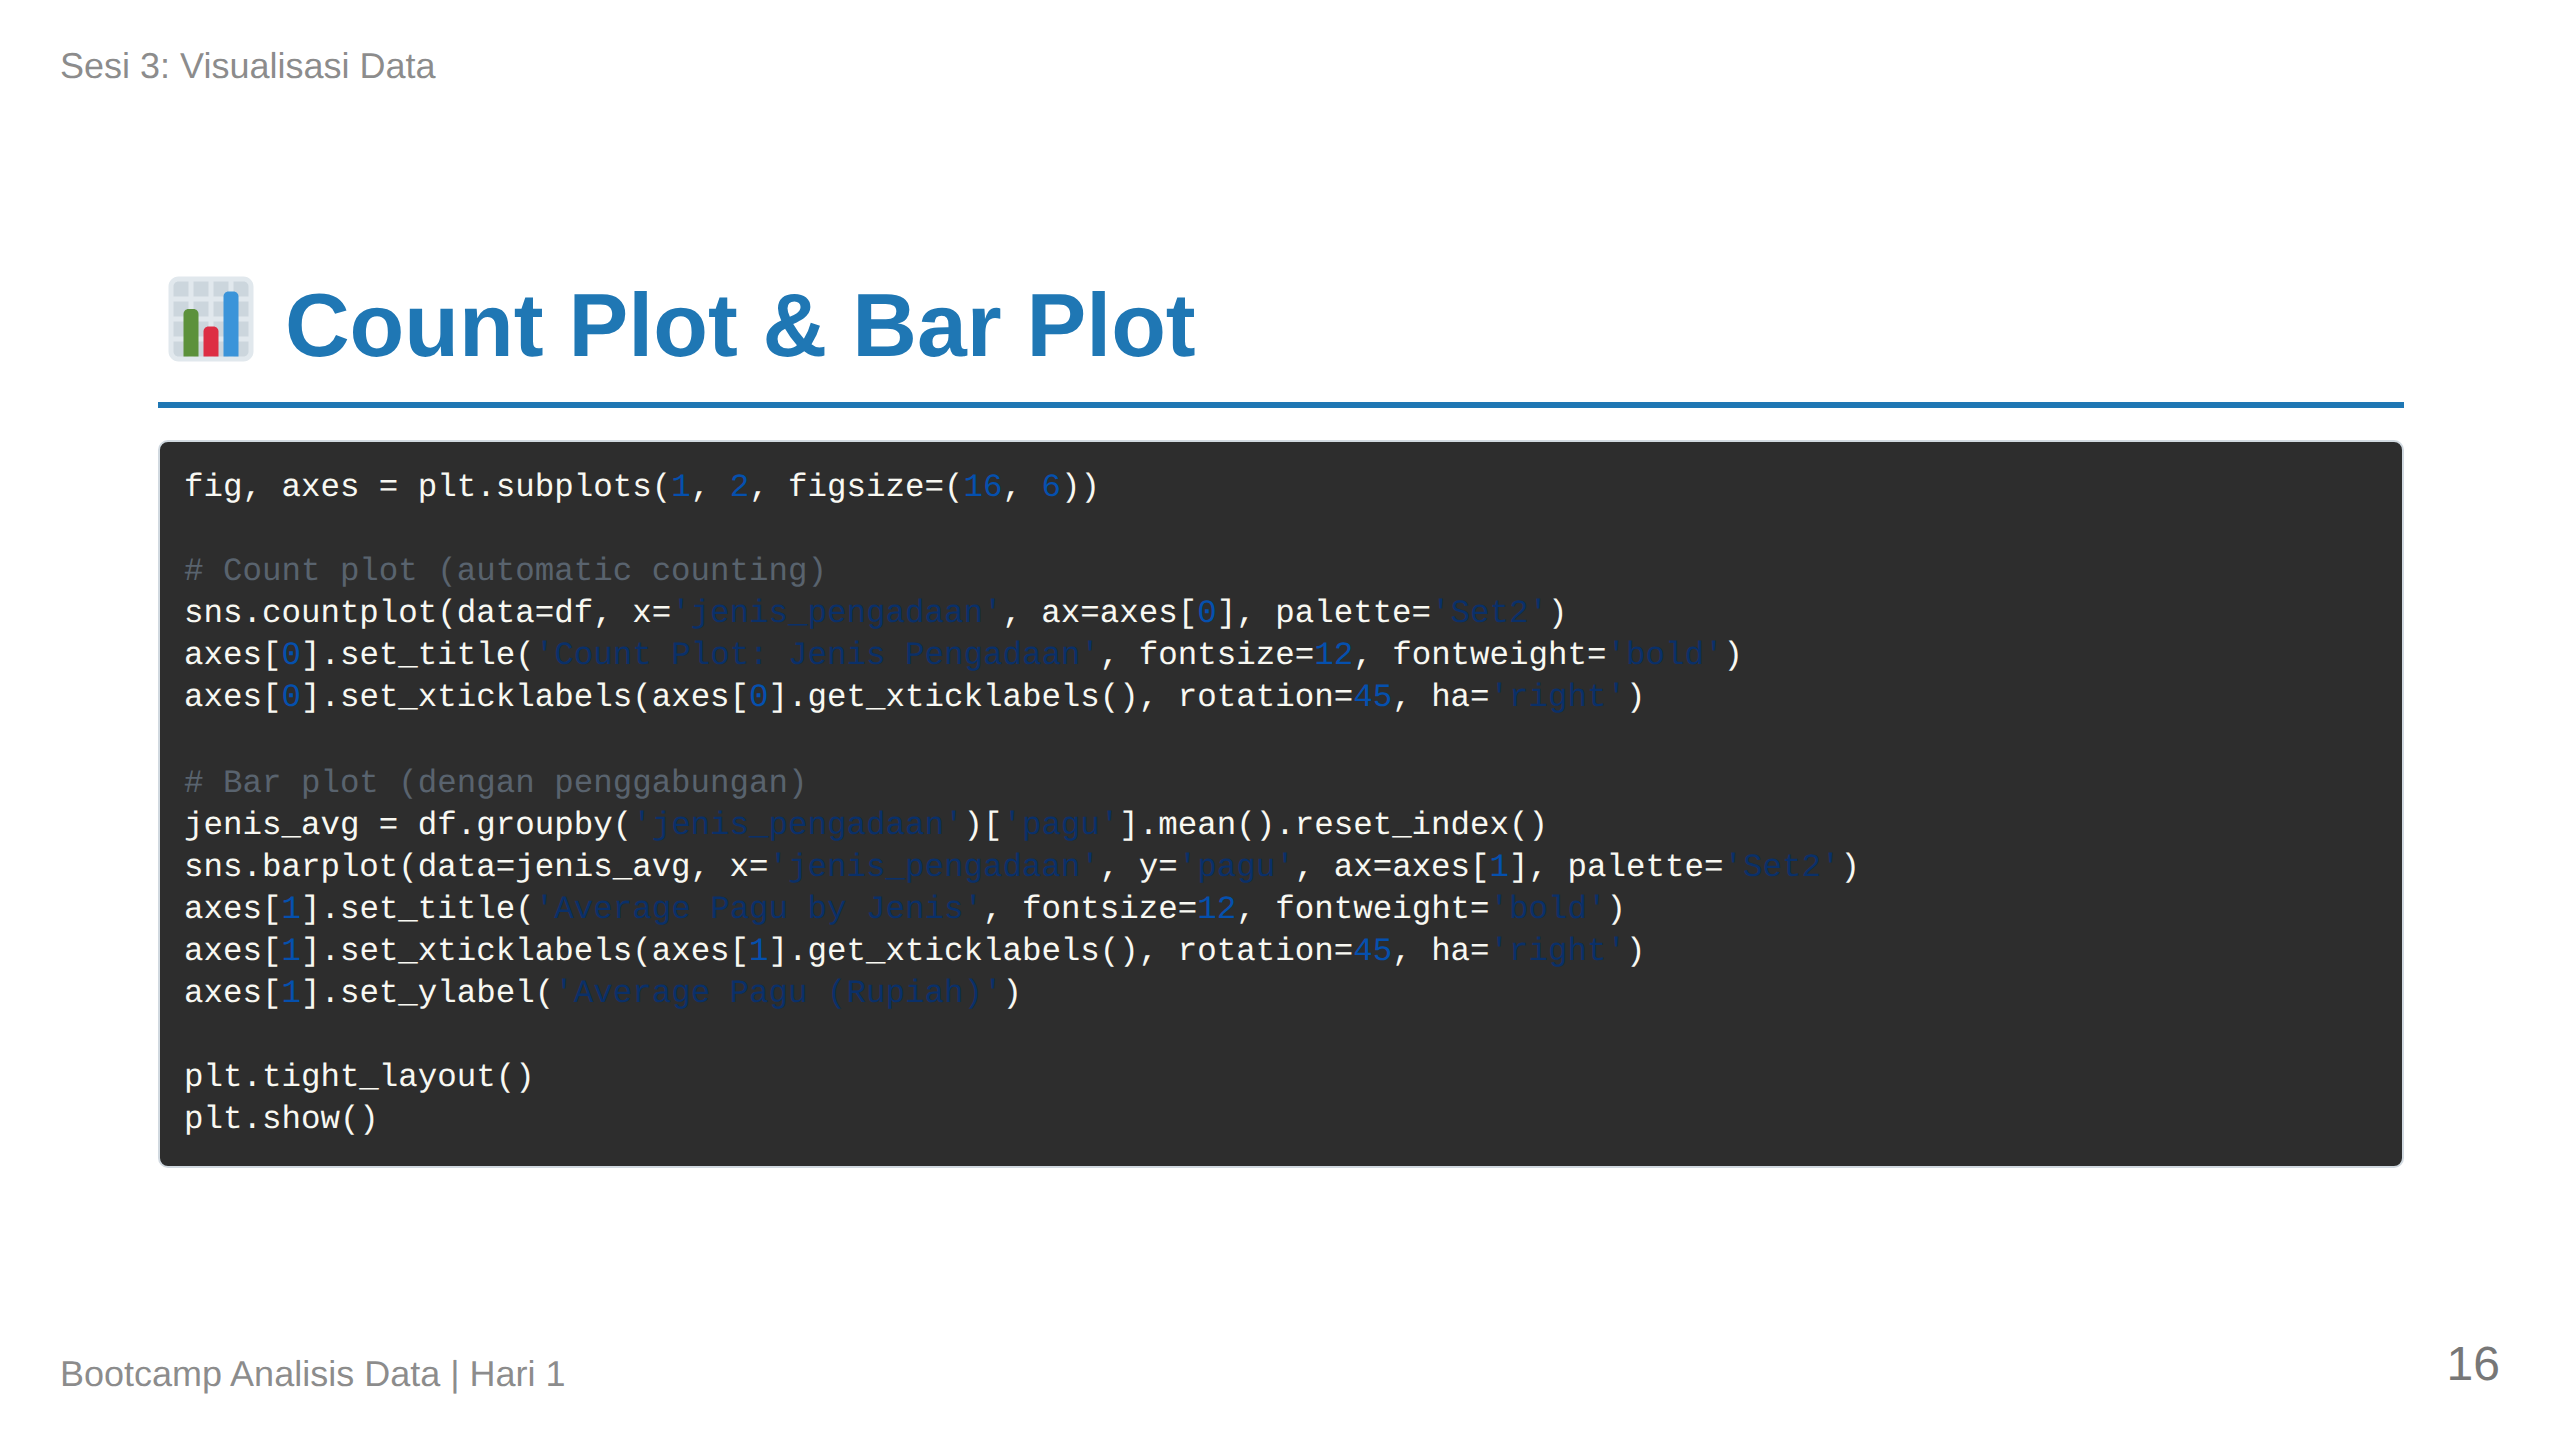 Sesi 3: Visualisasi Data
Count Plot & Bar Plot
fig, axes = plt.subplots(1, 2, figsize=(16, 6))
# Count plot (automatic counting)
sns.countplot(data=df, x='jenis_pengadaan', ax=axes[0], palette='Set2')
axes[0].set_title('Count Plot: Jenis Pengadaan', fontsize=12, fontweight='bold')
axes[0].set_xticklabels(axes[0].get_xticklabels(), rotation=45, ha='right')
# Bar plot (dengan penggabungan)
jenis_avg = df.groupby('jenis_pengadaan')['pagu'].mean().reset_index()
sns.barplot(data=jenis_avg, x='jenis_pengadaan', y='pagu', ax=axes[1], palette='Set2')
axes[1].set_title('Average Pagu by Jenis', fontsize=12, fontweight='bold')
axes[1].set_xticklabels(axes[1].get_xticklabels(), rotation=45, ha='right')
axes[1].set_ylabel('Average Pagu (Rupiah)')
plt.tight_layout()
plt.show()
Bootcamp Analisis Data | Hari 1
16